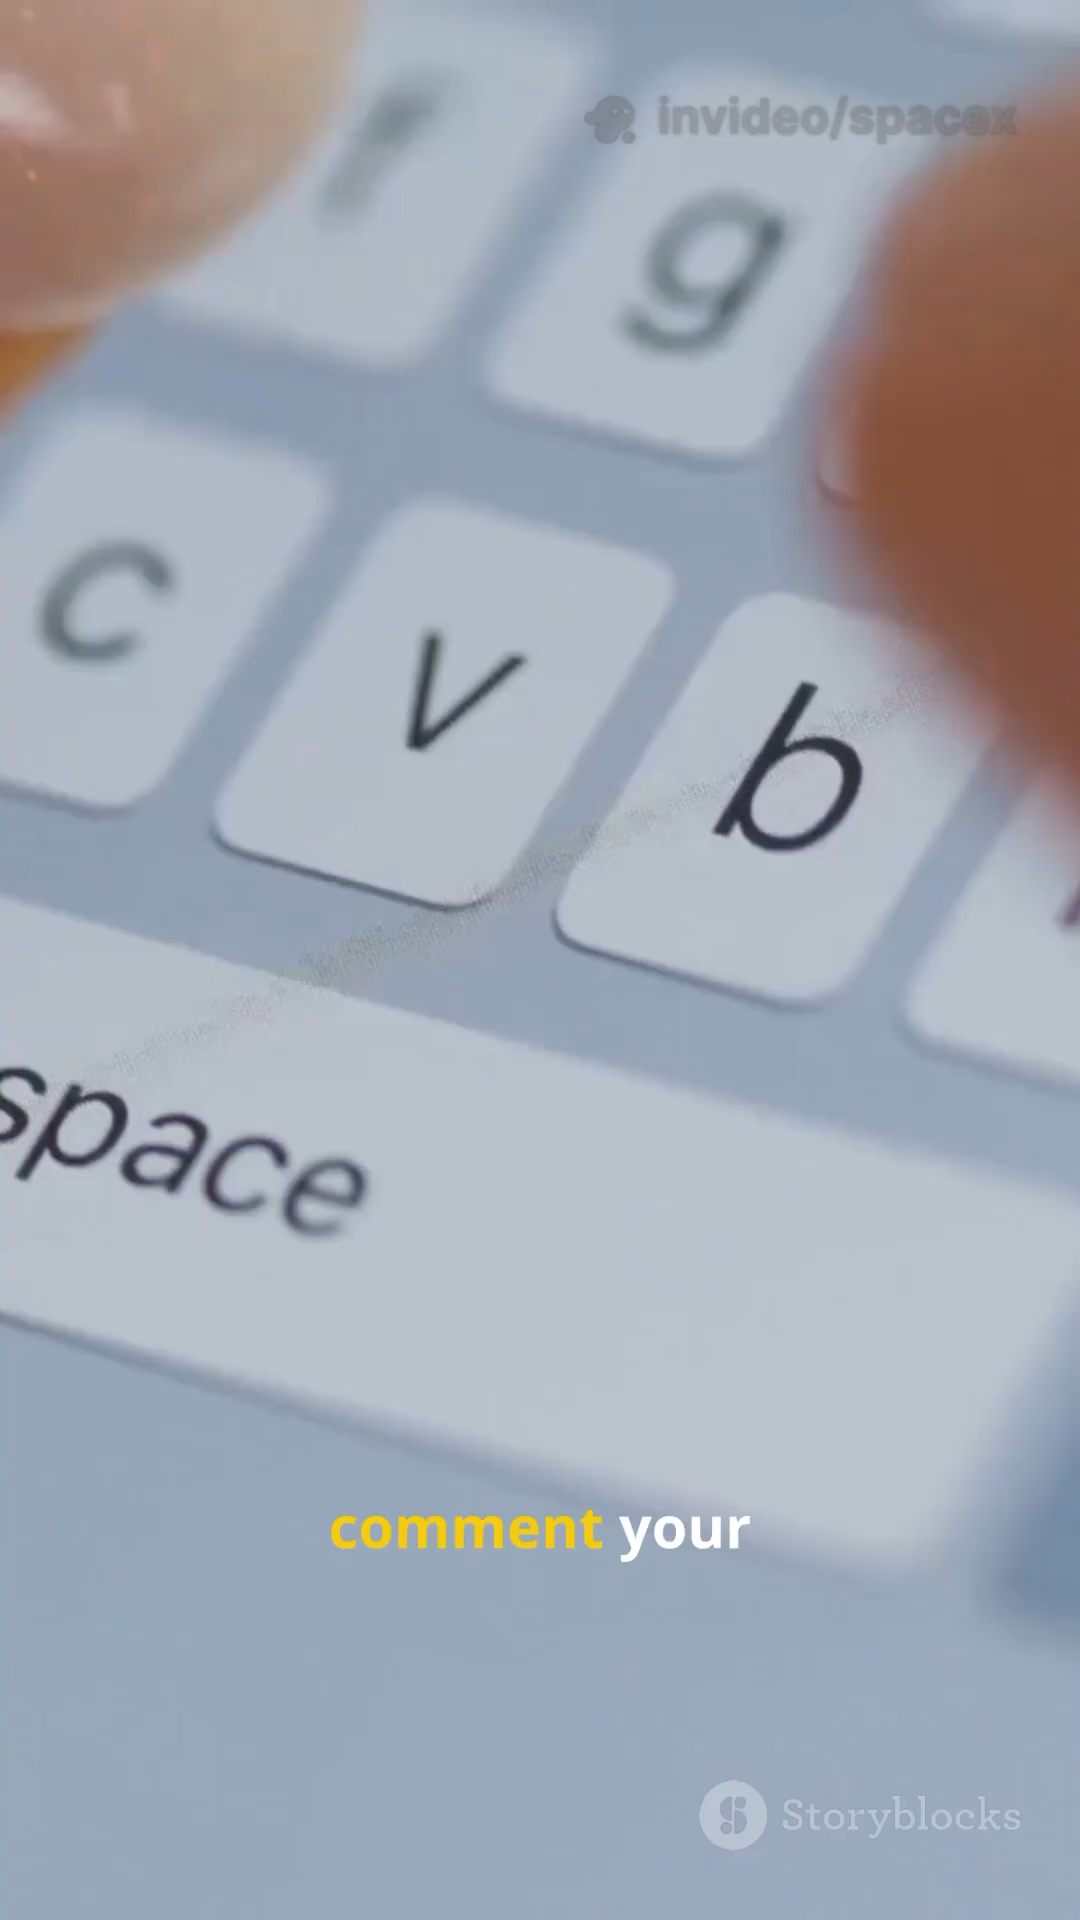 invideo/spacex
f g
c v b
space
comment your
Storyblocks